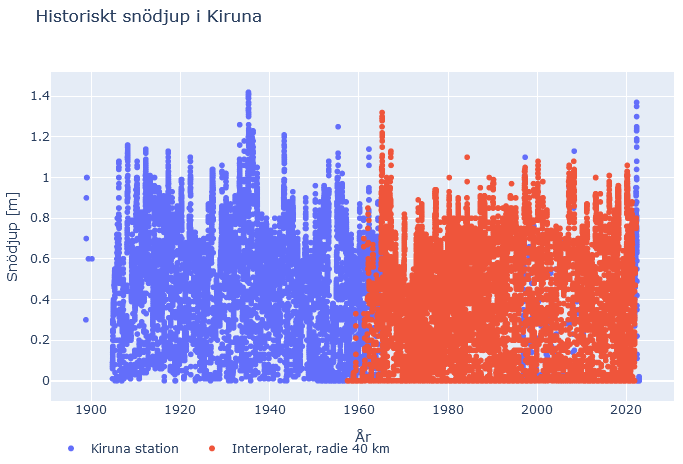 Historiskt snödjup i Kiruna
1.4
1.2
1
0.8
0.6
0.4
0.2
0
Snödjup [m]
1900 1920 1940 1960 1980 2000 2020
År
Kiruna station Interpolerat, radie 40 km